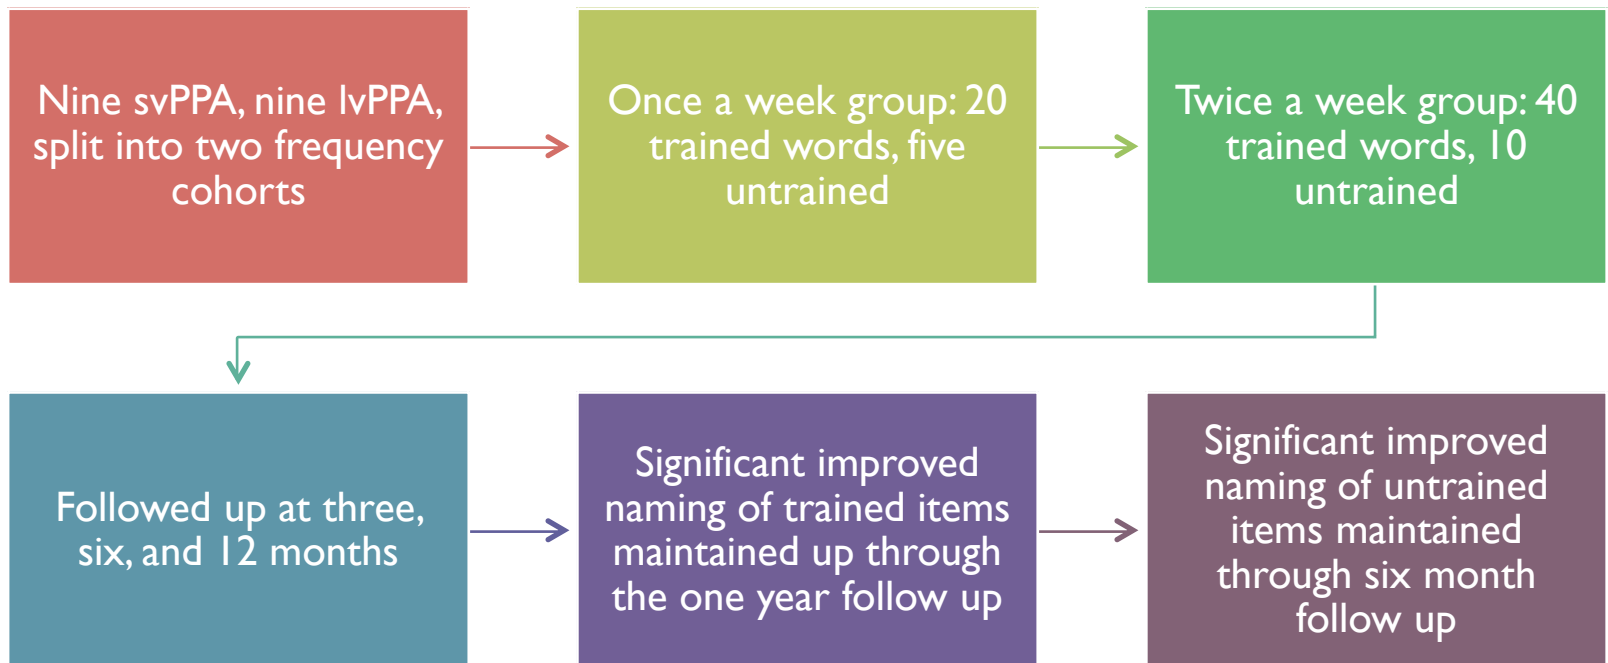 Nine svPPA, nine lvPPA,
split into two frequency
cohorts
Once a week group: 20
trained words, five
untrained
Twice a week group: 40
trained words, 10
untrained
Followed up at three,
six, and 12 months
Significant improved
naming of trained items
maintained up through
the one year follow up
Significant improved
naming of untrained
items maintained
through six month
follow up